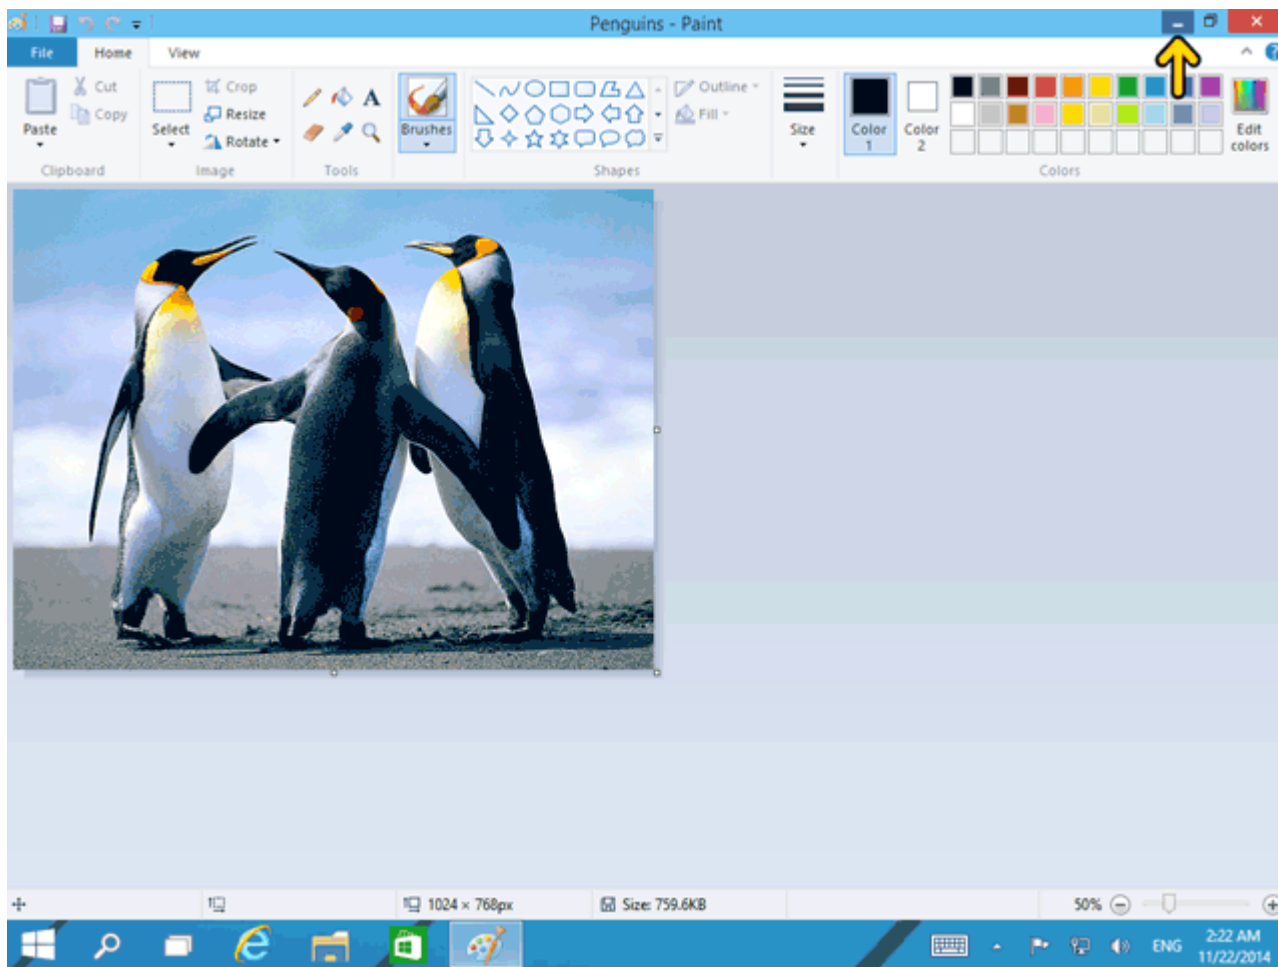 Penguins - Paint
File Home View
Paste
Cut
Copy
Clipboard
Select
Crop
Resize
Rotate
Image
A
Tools
Brushes
Outline
Fill
Shapes
Size
Color 1
Color 2
Edit colors
Colors
1024 × 768px
Size: 759.6KB
50%
ENG
2:22 AM
11/22/2014